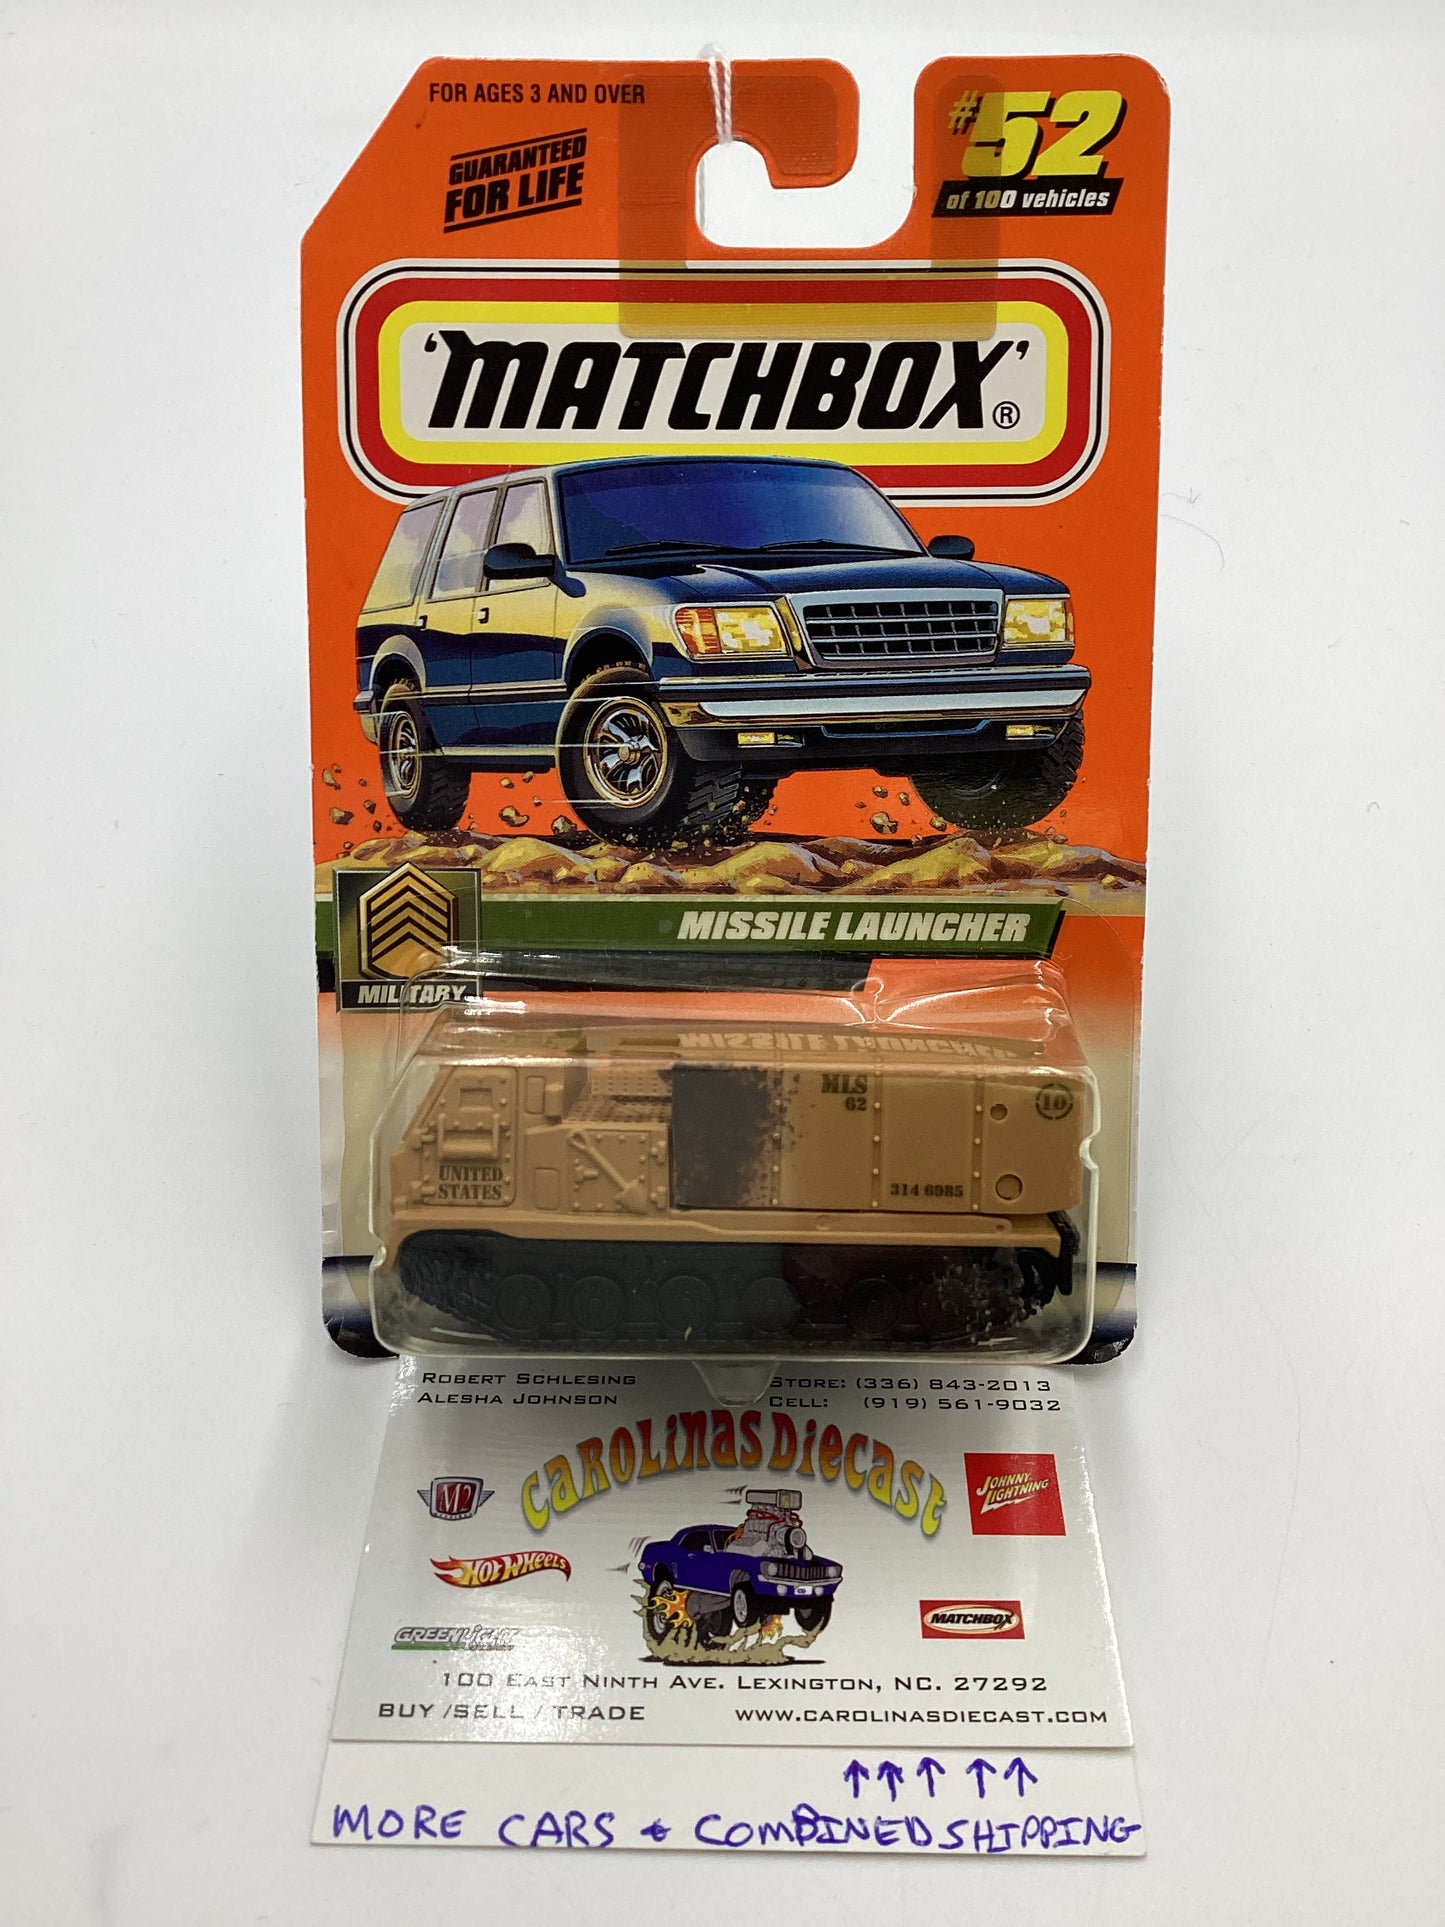 FOR AGES 3 AND OVER
GUARANTEED
FOR LIFE
#52
of 100 vehicles
'MATCHBOX'®
MISSILE LAUNCHER
MILITARY
MLS
62
10
UNITED
STATES
314 6985
ROBERT SCHLESING
ALESHA JOHNSON
STORE: (336) 843-2013
CELL: (919) 561-9032
CAROLINAS DIECAST
M2
JOHNNY
LIGHTNING
HOT WHEELS
GREENLIGHT
MATCHBOX
100 EAST NINTH AVE. LEXINGTON, NC. 27292
BUY /SELL / TRADE
WWW.CAROLINASDIECAST.COM
MORE CARS & COMBINED SHIPPING